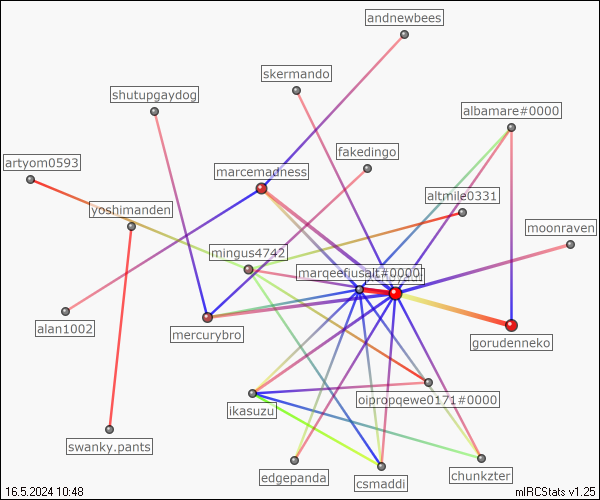 andnewbees
skermando
shutupgaydog
albamare#0000
fakedingo
artyom0593
marcemadness
altmile0331
yoshimanden
moonraven
mingus4742
marqeefiusalt#0000
alan1002
mercurybro
gorudenneko
oipropqewe0171#0000
ikasuzu
swanky.pants
edgepanda
csmaddi
chunkzter
16.5.2024 10:48
mIRCStats v1.25